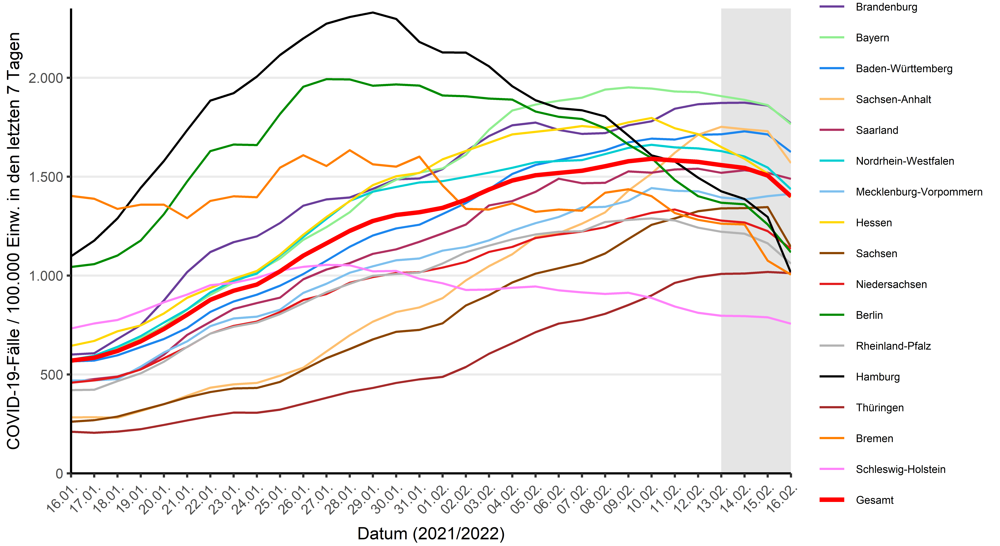 COVID-19-Fälle / 100.000 Einw. in den letzten 7 Tagen
2.000
1.500
1.000
500
0
16.01.
17.01.
18.01.
19.01.
20.01.
21.01.
22.01.
23.01.
24.01.
25.01.
26.01.
27.01.
28.01.
29.01.
30.01.
31.01.
01.02.
02.02.
03.02.
04.02.
05.02.
06.02.
07.02.
08.02.
09.02.
10.02.
11.02.
12.02.
13.02.
14.02.
15.02.
16.02.
Datum (2021/2022)
Brandenburg
Bayern
Baden-Württemberg
Sachsen-Anhalt
Saarland
Nordrhein-Westfalen
Mecklenburg-Vorpommern
Hessen
Sachsen
Niedersachsen
Berlin
Rheinland-Pfalz
Hamburg
Thüringen
Bremen
Schleswig-Holstein
Gesamt